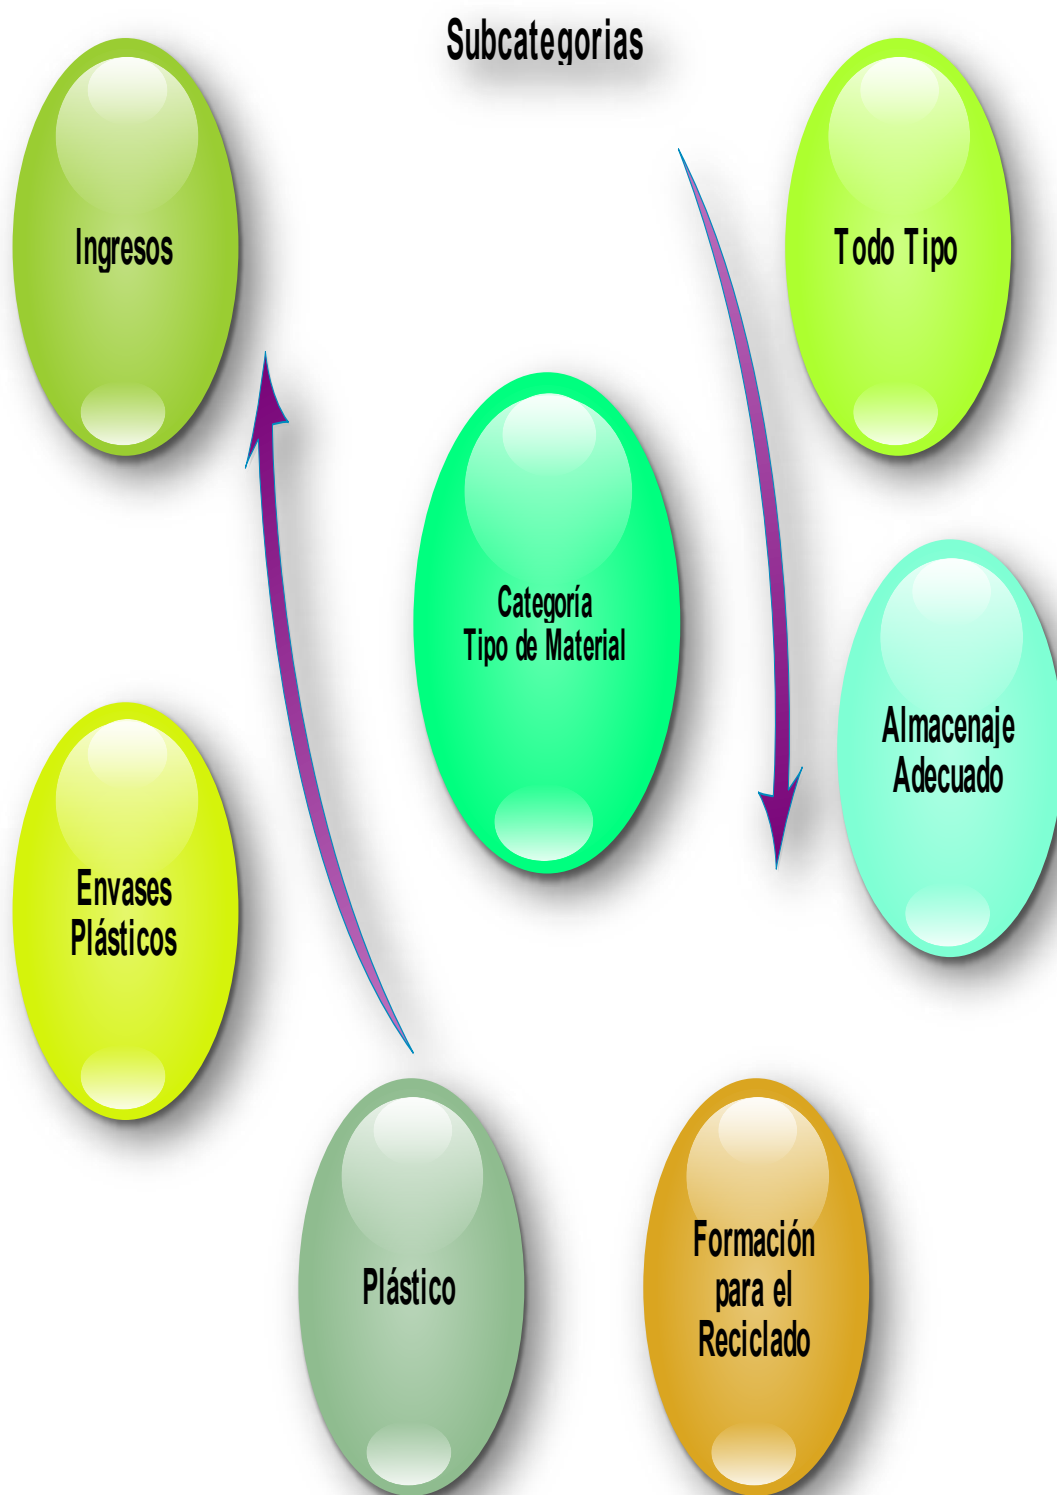 Subcategorias
Ingresos
Todo Tipo
Categoría
Tipo de Material
Almacenaje
Adecuado
Envases
Plásticos
Plástico
Formación
para el
Reciclado